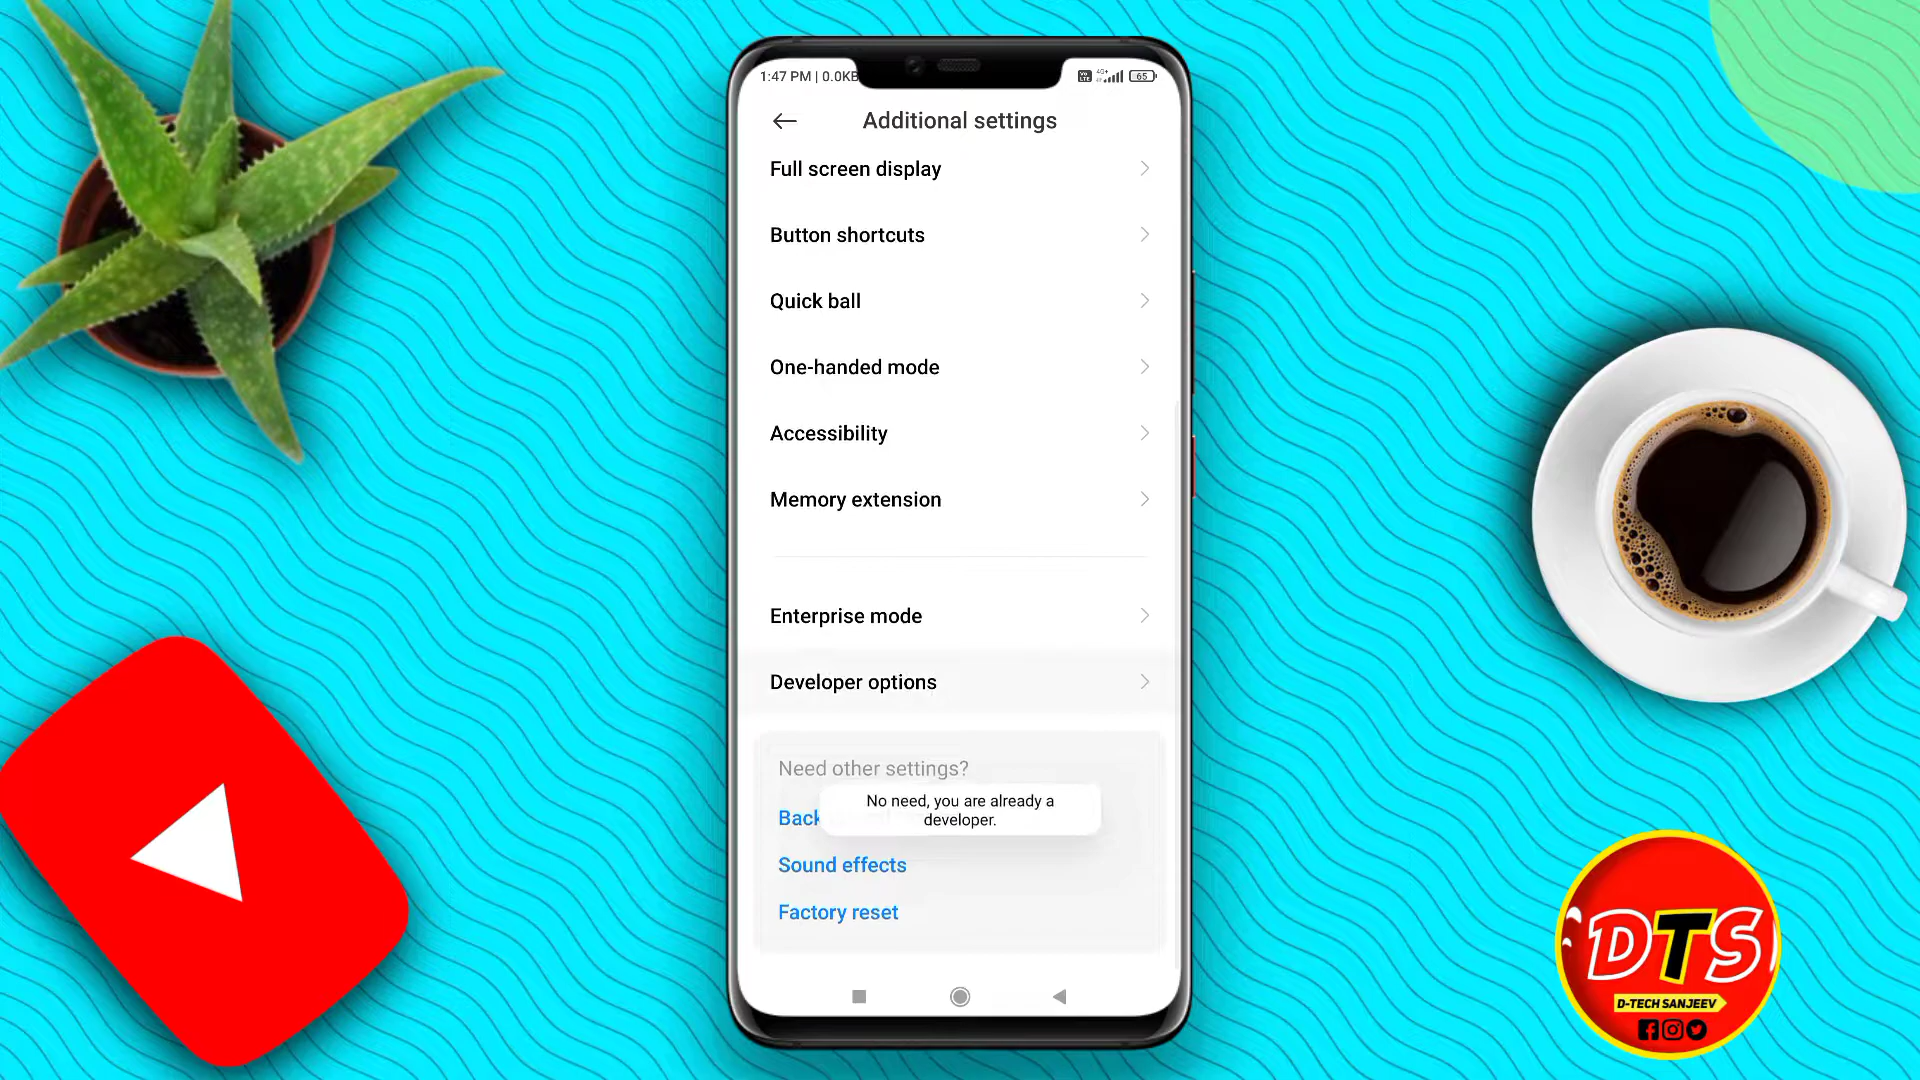 1:47 PM | 0.0KB
4G+
65
Additional settings
Full screen display
Button shortcuts
Quick ball
One-handed mode
Accessibility
Memory extension
Enterprise mode
Developer options
Need other settings?
Back
No need, you are already a
developer.
Sound effects
Factory reset
DTS
D-TECH SANJEEV